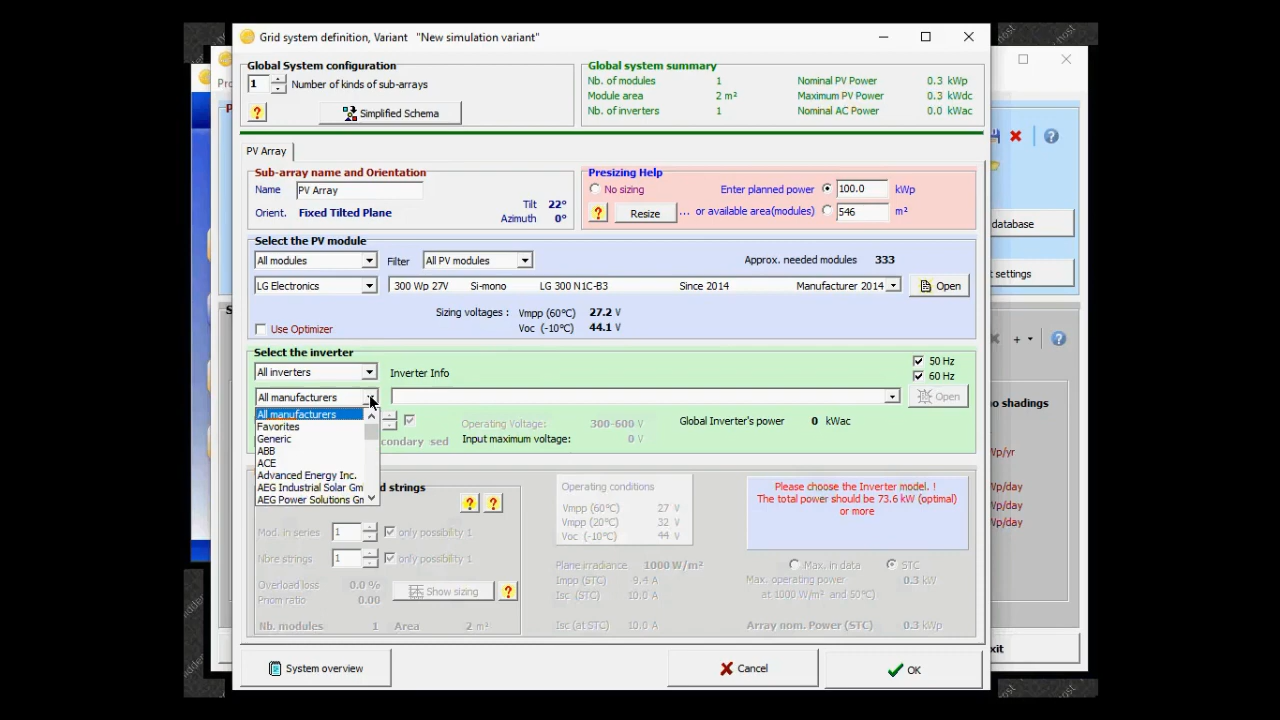 Grid system definition, Variant "New simulation variant"
Global System configuration
1 Number of kinds of sub-arrays
? Simplified Schema
Global system summary
Nb. of modules 1 Nominal PV Power 0.3 kWp
Module area 2 m² Maximum PV Power 0.3 kWdc
Nb. of inverters 1 Nominal AC Power 0.0 kWac
PV Array
Sub-array name and Orientation
Name PV Array
Orient. Fixed Tilted Plane Tilt 22°
Azimuth 0°
Presizing Help
No sizing Enter planned power 100.0 kWp
? Resize ... or available area(modules) 546 m²
Select the PV module
All modules Filter All PV modules Approx. needed modules 333
LG Electronics 300 Wp 27V Si-mono LG 300 N1C-B3 Since 2014 Manufacturer 2014 Open
Sizing voltages : Vmpp (60°C) 27.2 V
Use Optimizer Voc (-10°C) 44.1 V
Select the inverter
All inverters Inverter Info
50 Hz
60 Hz
All manufacturers Open
All manufacturers
Favorites
Generic
ABB
ACE
Advanced Energy Inc.
AEG Industrial Solar Gm
AEG Power Solutions Gn
Operating Voltage: 300-600 V Global Inverter's power 0 kWac
condary sed Input maximum voltage: 0 V
d strings
? ?
Mod. in series 1 only possibility 1
Nbre strings 1 only possibility 1
Overload loss 0.0 %
Pnom ratio 0.00
Show sizing ?
Nb. modules 1 Area 2 m²
Operating conditions
Vmpp (60°C) 27 V
Vmpp (20°C) 32 V
Voc (-10°C) 44 V
Plane irradiance 1000 W/m²
Impp (STC) 9.4 A
Isc (STC) 10.0 A
Isc (at STC) 10.0 A
Please choose the Inverter model. !
The total power should be 73.6 kW (optimal)
or more
Max. in data STC
Max. operating power 0.3 kW
at 1000 W/m² and 50°C)
Array nom. Power (STC) 0.3 kWp
System overview Cancel OK
database
t settings
no shadings
Wp/yr
Wp/day
Wp/day
Wp/day
xit